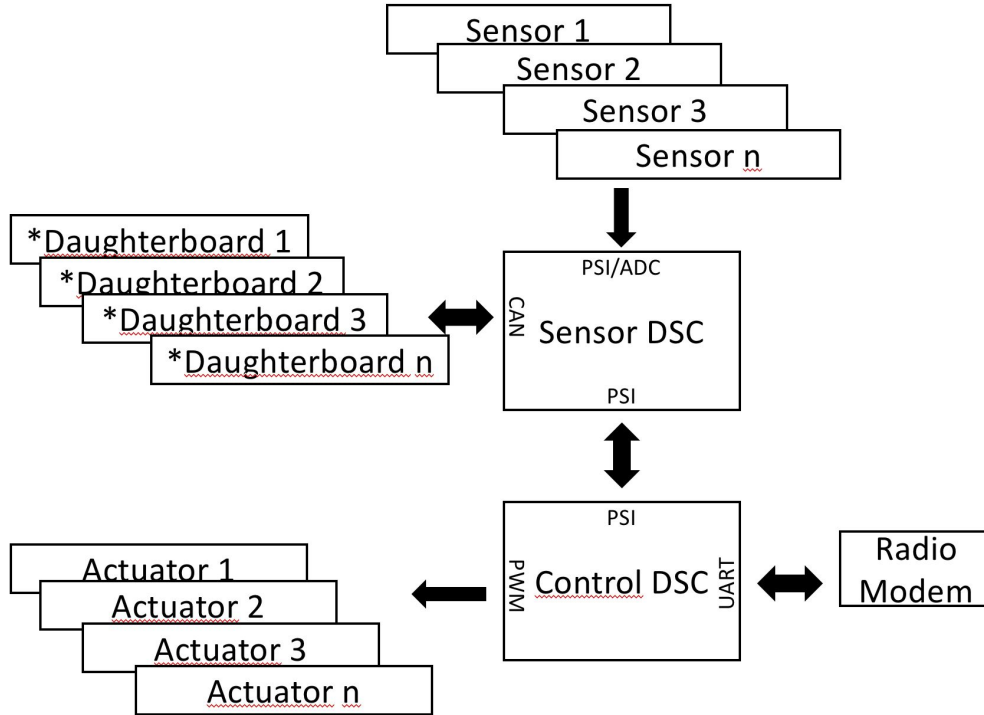 Sensor 1
Sensor 2
Sensor 3
Sensor n
*Daughterboard 1
*Daughterboard 2
*Daughterboard 3
*Daughterboard n
PSI/ADC
CAN
Sensor DSC
PSI
PSI
PWM
Control DSC
UART
Radio
Modem
Actuator 1
Actuator 2
Actuator 3
Actuator n